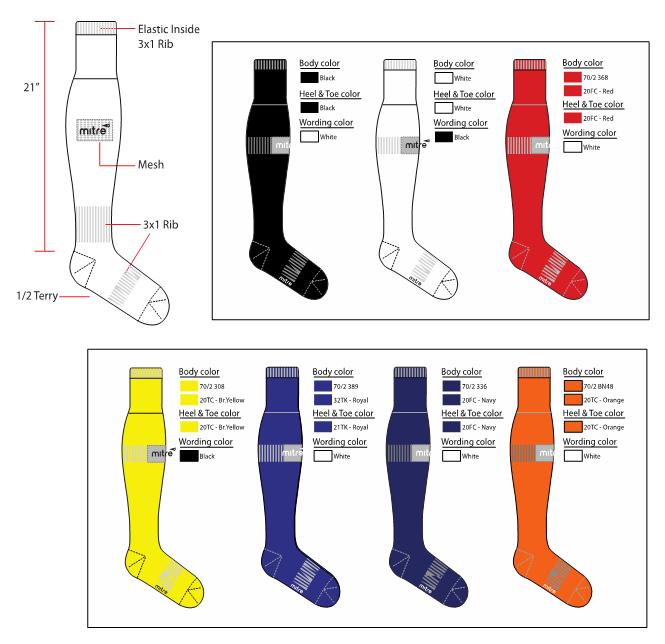 Elastic Inside
3x1 Rib
21"
mitre
Mesh
3x1 Rib
1/2 Terry
Body color
Black
Heel & Toe color
Black
Wording color
White
mit
mitre
Body color
White
Heel & Toe color
White
Wording color
Black
mitre
mitre
Body color
70/2 368
20FC - Red
Heel & Toe color
20FC - Red
Wording color
White
mit
mitre
Body color
70/2 308
20TC - Br.Yellow
Heel & Toe color
20TC - Br.Yellow
Wording color
Black
mitre
mitre
Body color
70/2 389
32TK - Royal
Heel & Toe color
21TK - Royal
Wording color
White
mitre
mitre
Body color
70/2 336
20FC - Navy
Heel & Toe color
20FC - Navy
Wording color
White
mit
mitre
Body color
70/2 BN48
20TC - Orange
Heel & Toe color
20TC - Orange
Wording color
White
mit
mitre